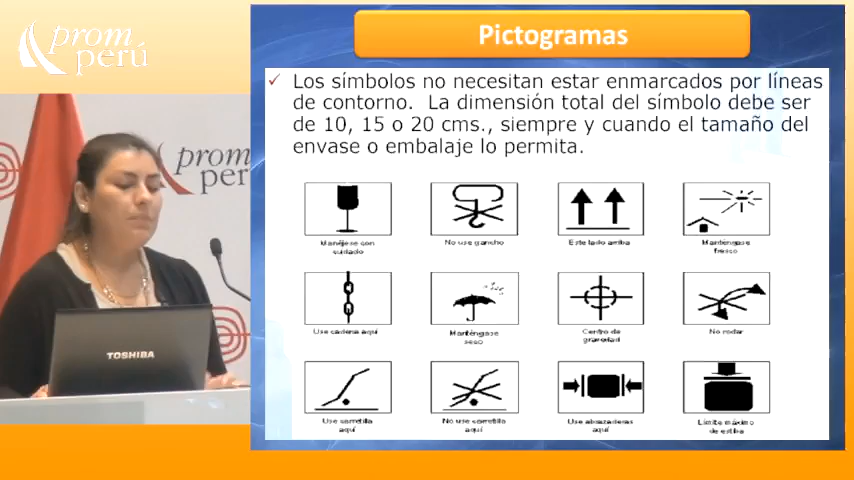 prom
perú
Pictogramas
✓ Los símbolos no necesitan estar enmarcados por líneas
de contorno. La dimensión total del símbolo debe ser
de 10, 15 o 20 cms., siempre y cuando el tamaño del
envase o embalaje lo permita.
prom
per
TOSHIBA
Manéjese con
cuidado
No use gancho
Este lado arriba
Manténgase
fresco
Use cadena aquí
Manténgase
seco
Centro de
gravedad
No rodar
Use carretilla
aquí
No use carretilla
aquí
Use abrazaderas
aquí
Límite máximo
de estiba